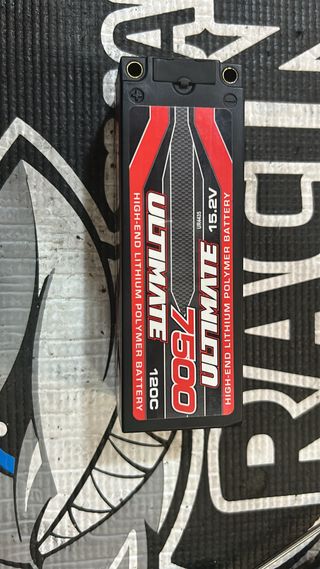 ULTIMATE
7500
ULTIMATE
HIGH-END LITHIUM POLYMER BATTERY
120C
15.2V
HIGH-END LITHIUM POLYMER BATTERY